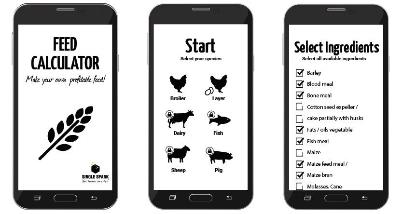 FEED
CALCULATOR
Make your own profitable feed!
SINGLE SPARK
Start
Select your species
Broiler
Layer
Dairy
Fish
Sheep
Pig
Select Ingredients
Select all available ingredients
Barley
Blood meal
Bone meal
Cotton seed expeller /
cake partially with husks
Fats / oils vegetable
Fish meal
Maize
Maize feed meal /
Maize bran
Molasses, Cane